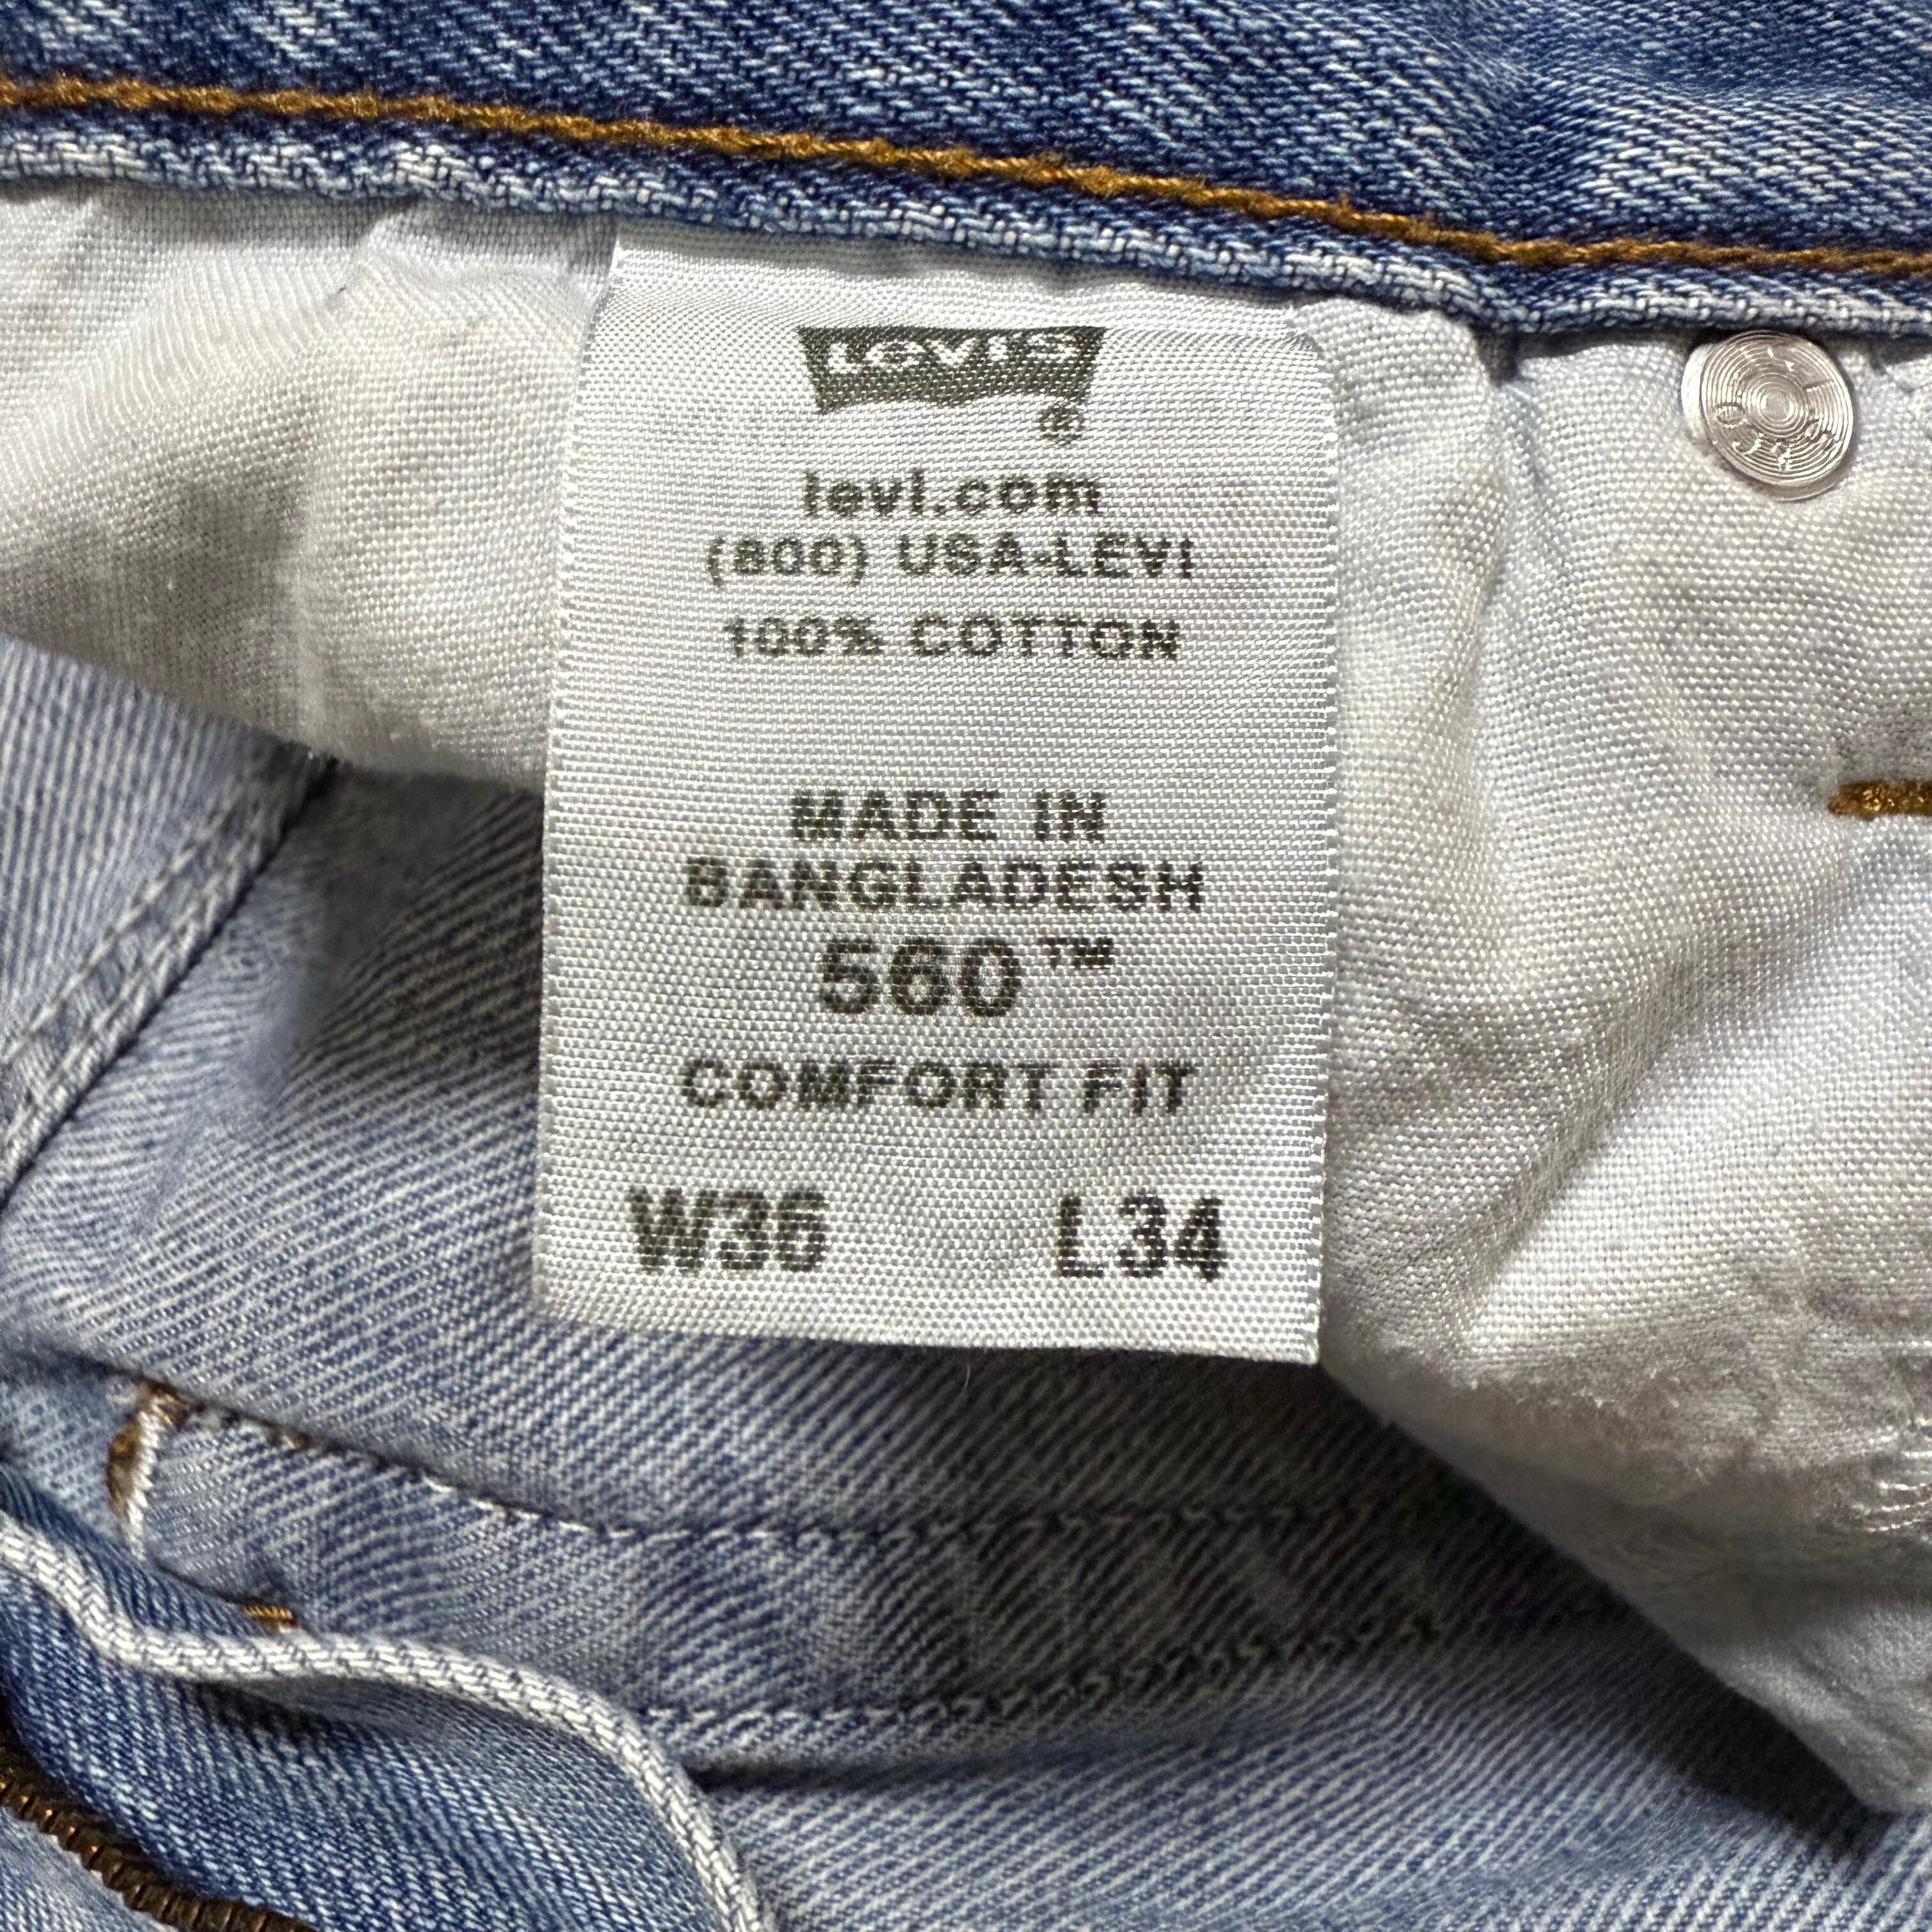 LEVI'S
®
levi.com
(800) USA-LEVI
100% COTTON
MADE IN
BANGLADESH
560™
COMFORT FIT
W36 L34